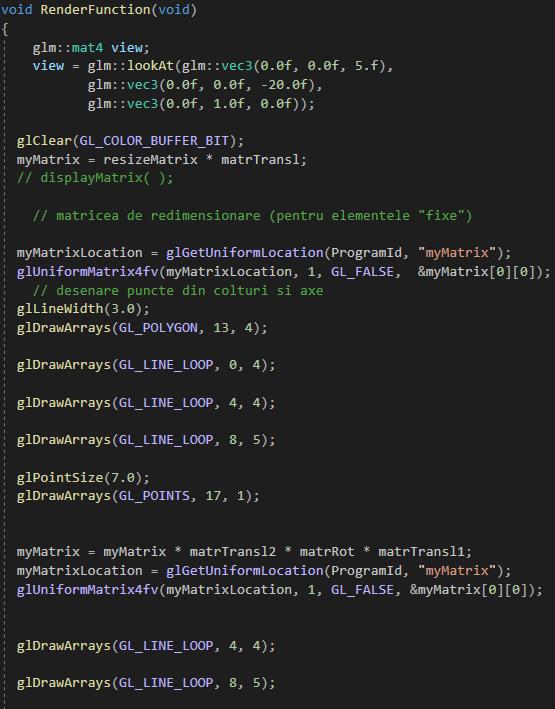 void RenderFunction(void)
{
glm::mat4 view;
view = glm::lookAt(glm::vec3(0.0f, 0.0f, 5.f),
glm::vec3(0.0f, 0.0f, -20.0f),
glm::vec3(0.0f, 1.0f, 0.0f));
glClear(GL_COLOR_BUFFER_BIT);
myMatrix = resizeMatrix * matrTransl;
// displayMatrix( );
// matricea de redimensionare (pentru elementele "fixe")
myMatrixLocation = glGetUniformLocation(ProgramId, "myMatrix");
glUniformMatrix4fv(myMatrixLocation, 1, GL_FALSE,  &myMatrix[0][0]);
// desenare puncte din colturi si axe
glLineWidth(3.0);
glDrawArrays(GL_POLYGON, 13, 4);
glDrawArrays(GL_LINE_LOOP, 0, 4);
glDrawArrays(GL_LINE_LOOP, 4, 4);
glDrawArrays(GL_LINE_LOOP, 8, 5);
glPointSize(7.0);
glDrawArrays(GL_POINTS, 17, 1);
myMatrix = myMatrix * matrTransl2 * matrRot * matrTransl1;
myMatrixLocation = glGetUniformLocation(ProgramId, "myMatrix");
glUniformMatrix4fv(myMatrixLocation, 1, GL_FALSE, &myMatrix[0][0]);
glDrawArrays(GL_LINE_LOOP, 4, 4);
glDrawArrays(GL_LINE_LOOP, 8, 5);